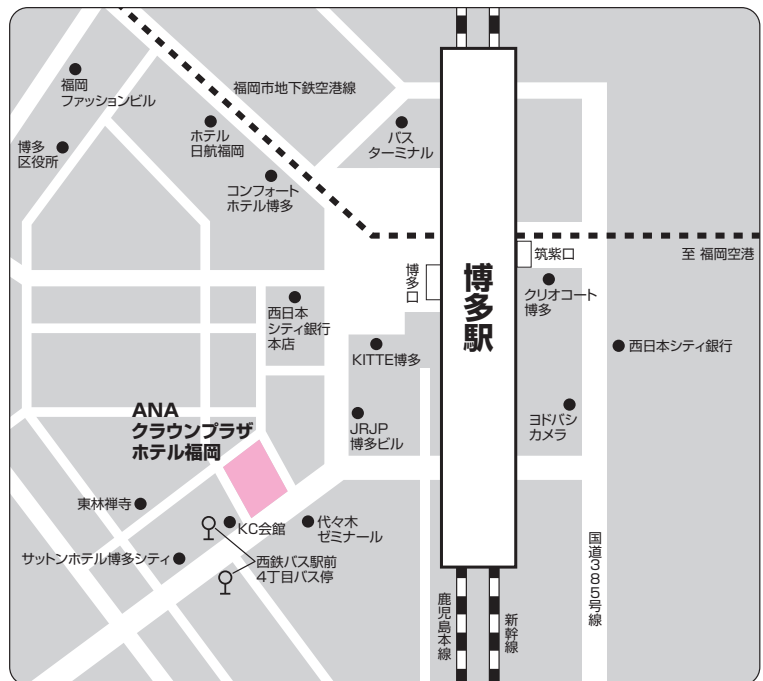 福岡
ファッションビル
福岡市地下鉄空港線
博多
区役所
ホテル
日航福岡
バス
ターミナル
コンフォート
ホテル博多
筑紫口
至 福岡空港
博多口
博多駅
クリオコート
博多
西日本
シティ銀行
本店
KITTE博多
西日本シティ銀行
ANA
クラウンプラザ
ホテル福岡
JRJP
博多ビル
ヨドバシ
カメラ
東林禅寺
KC会館
代々木
ゼミナール
サットンホテル博多シティ
西鉄バス駅前
4丁目バス停
国道385号線
鹿児島本線
新幹線